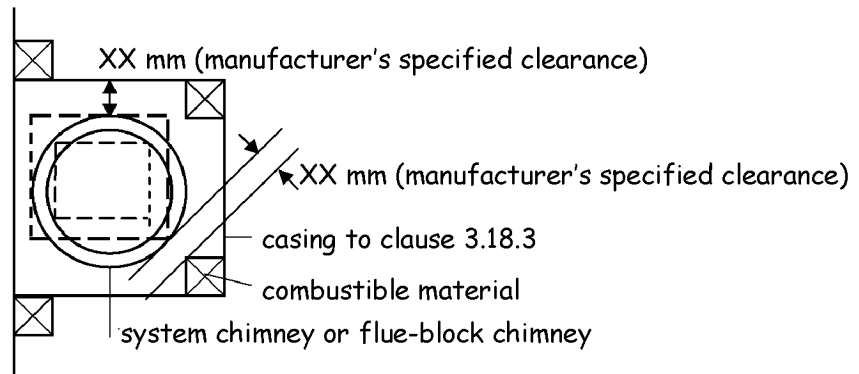 XX mm (manufacturer's specified clearance)
XX mm (manufacturer's specified clearance)
casing to clause 3.18.3
combustible material
system chimney or flue-block chimney